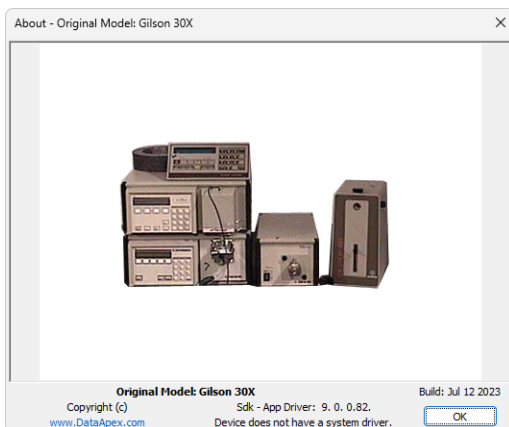 About - Original Model: Gilson 30X
Original Model: Gilson 30X
Build: Jul 12 2023
Copyright (c)
Sdk - App Driver: 9. 0. 0.82.
www.DataApex.com
Device does not have a system driver.
OK